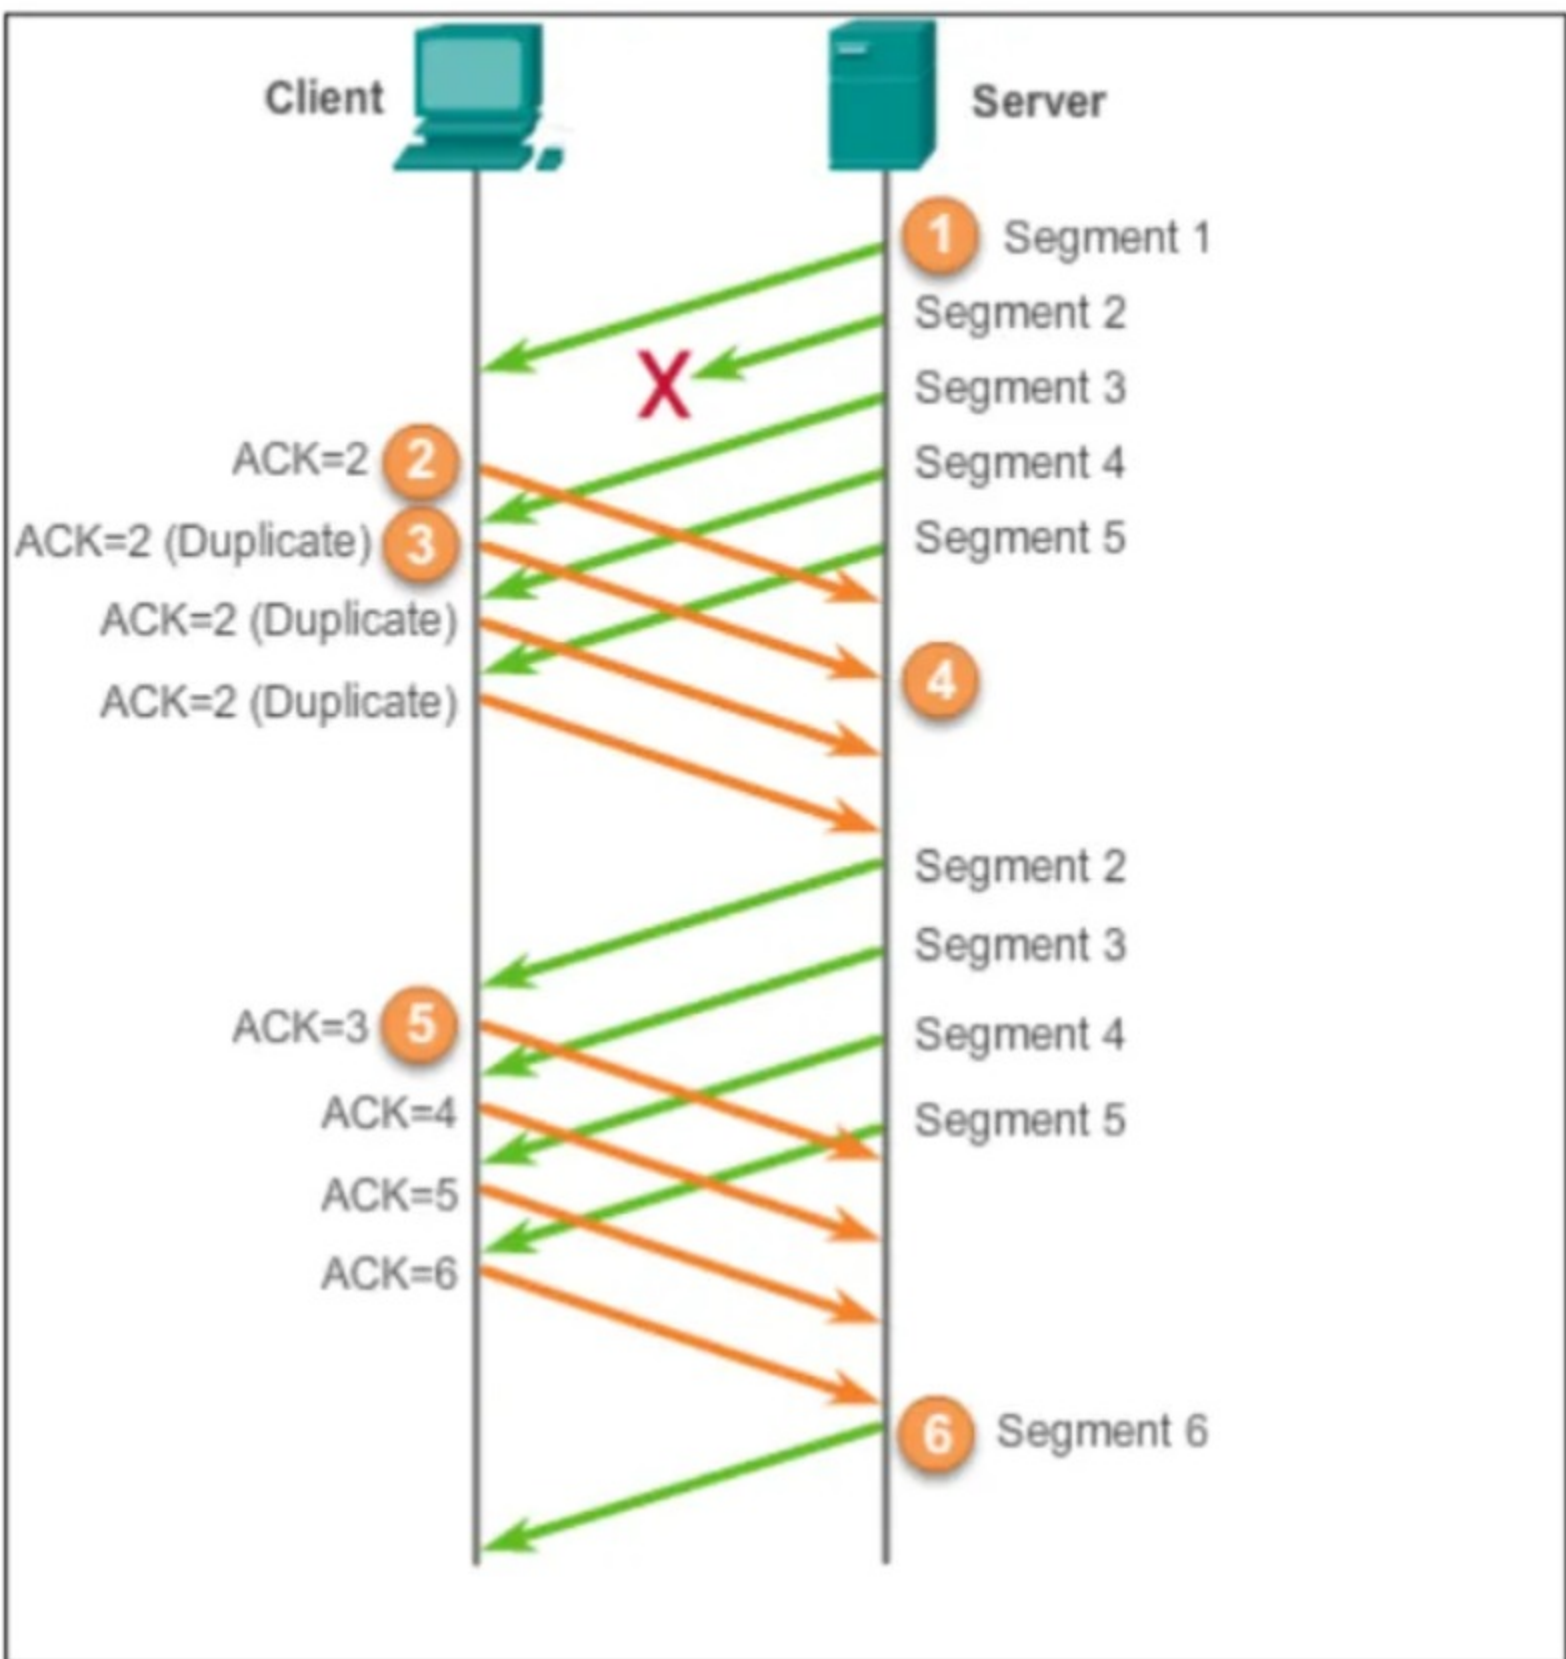 Client
Server
1 Segment 1
Segment 2
X
Segment 3
ACK=2 2
Segment 4
ACK=2 (Duplicate) 3
Segment 5
ACK=2 (Duplicate)
4
ACK=2 (Duplicate)
Segment 2
Segment 3
ACK=3 5
Segment 4
ACK=4
Segment 5
ACK=5
ACK=6
6 Segment 6